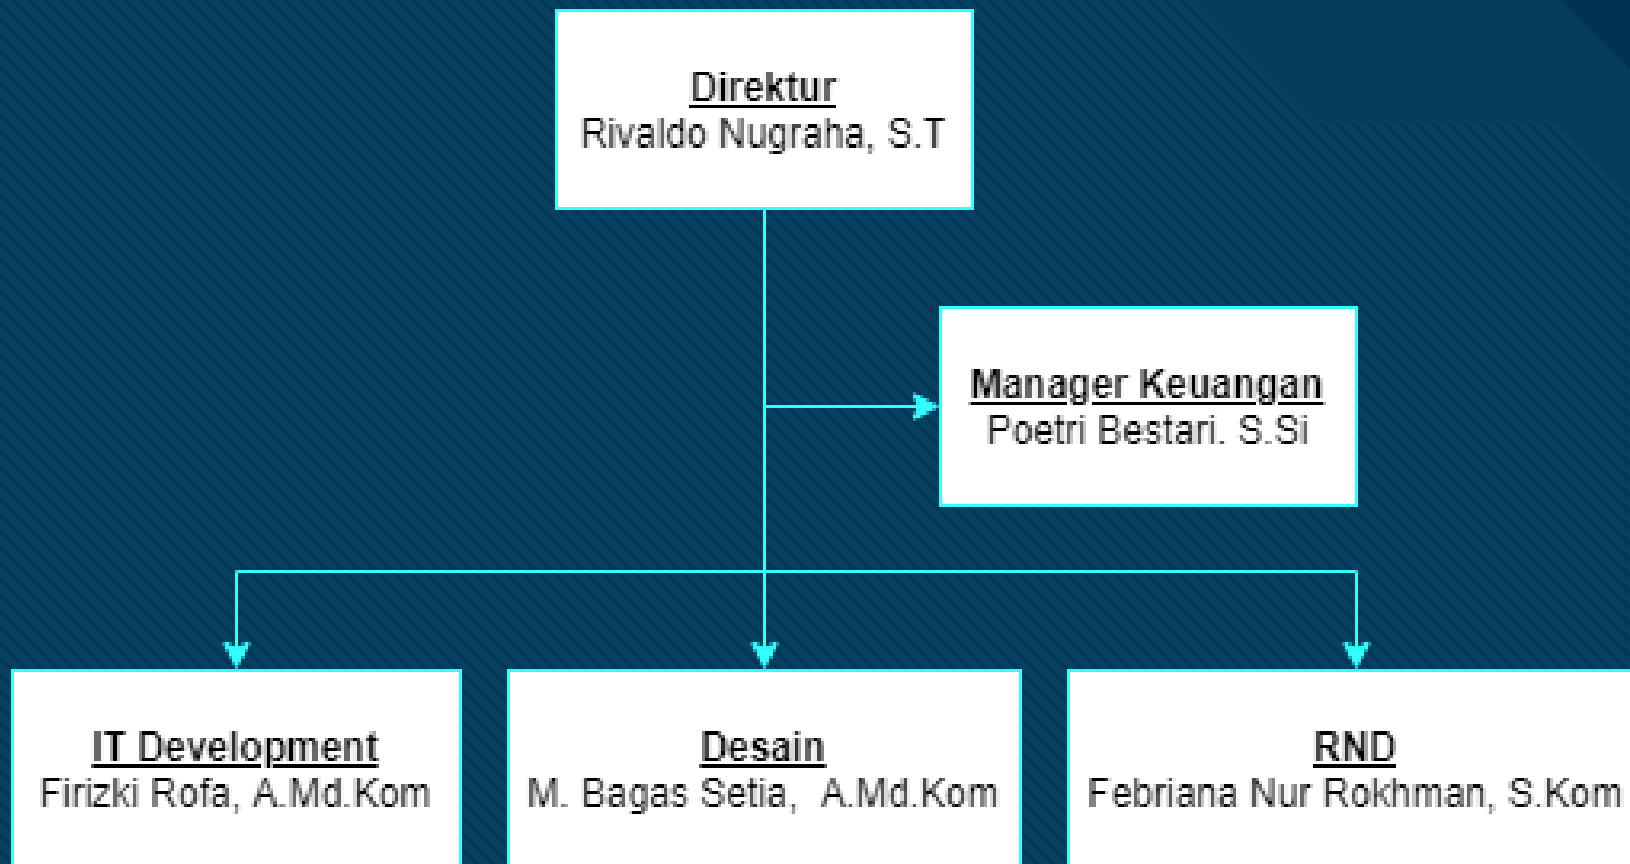 Direktur
Rivaldo Nugraha, S.T
Manager Keuangan
Poetri Bestari. S.Si
IT Development
Firizki Rofa, A.Md.Kom
Desain
M. Bagas Setia,  A.Md.Kom
RND
Febriana Nur Rokhman, S.Kom